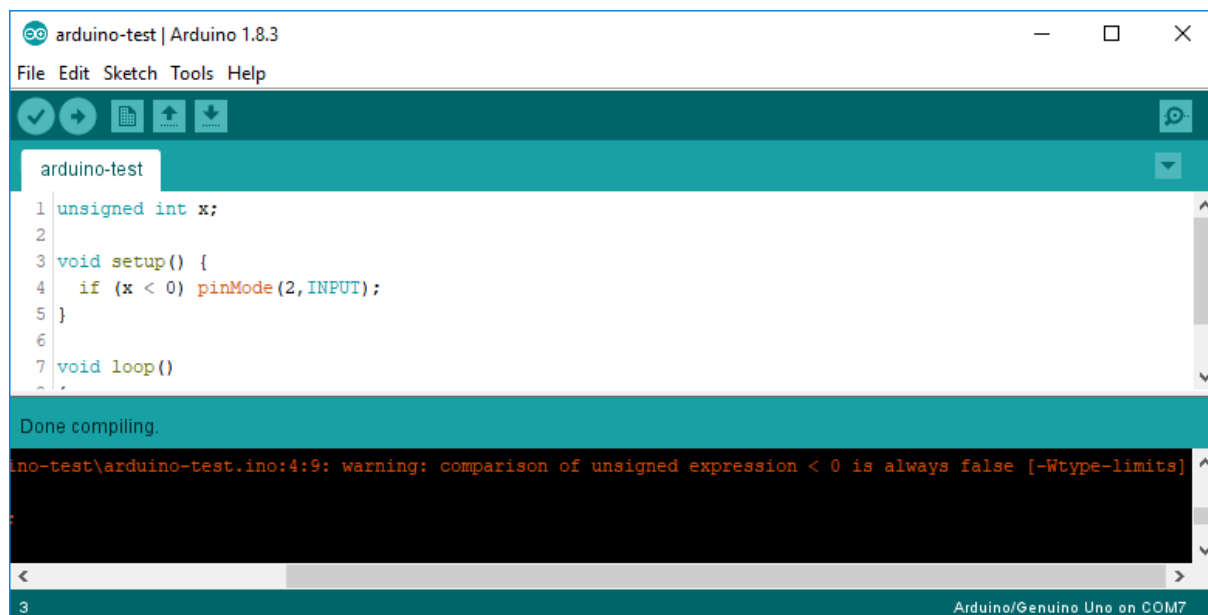 arduino-test | Arduino 1.8.3
File Edit Sketch Tools Help
arduino-test
1 unsigned int x;
2
3 void setup() {
4   if (x < 0) pinMode(2,INPUT);
5 }
6
7 void loop()
Done compiling.
ino-test\arduino-test.ino:4:9: warning: comparison of unsigned expression < 0 is always false [-Wtype-limits]
3 Arduino/Genuino Uno on COM7